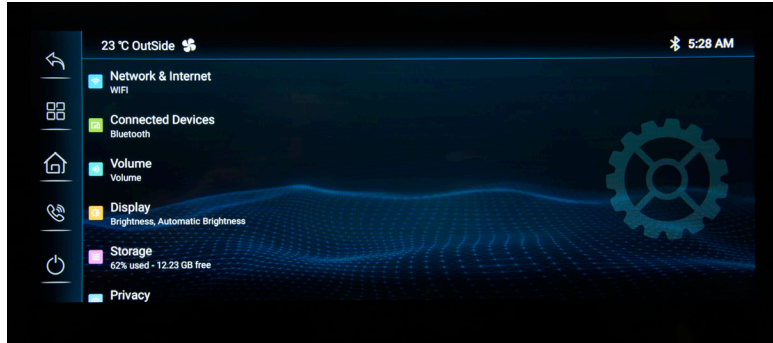 23 °C OutSide
5:28 AM
Network & Internet
WIFI
Connected Devices
Bluetooth
Volume
Volume
Display
Brightness, Automatic Brightness
Storage
62% used - 12.23 GB free
Privacy